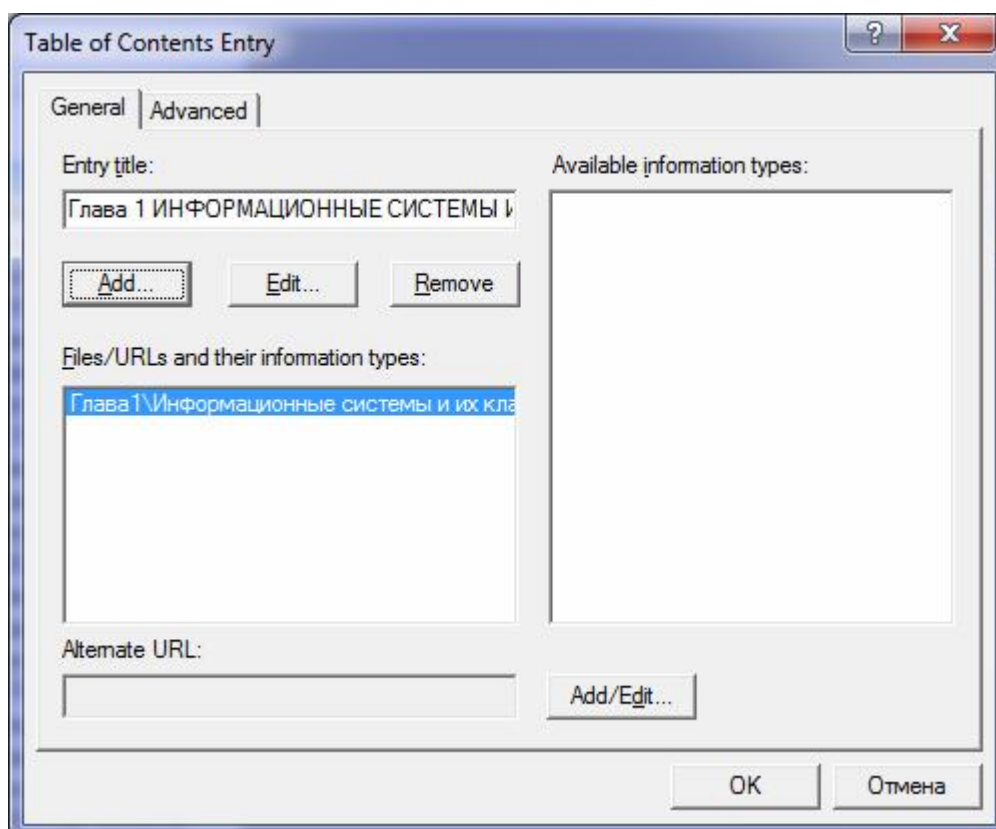 Table of Contents Entry
General
Advanced
Entry title:
Глава 1 ИНФОРМАЦИОННЫЕ СИСТЕМЫ
Add...
Edit...
Remove
Files/URLs and their information types:
Глава1\Информационные системы и их кла
Alternate URL:
Available information types:
Add/Edit...
OK
Отмена